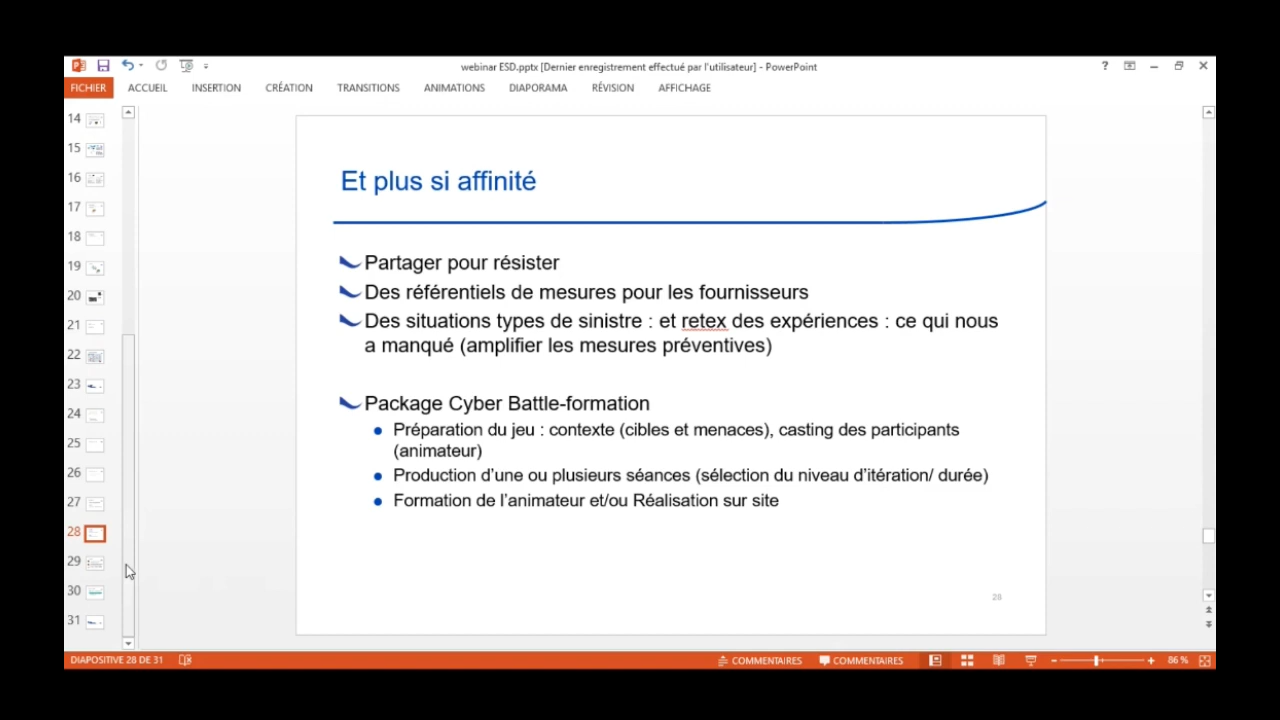 webinar ESD.pptx [Dernier enregistrement effectué par l'utilisateur] - PowerPoint
?
FICHIER ACCUEIL INSERTION CRÉATION TRANSITIONS ANIMATIONS DIAPORAMA RÉVISION AFFICHAGE
14
15
16
17
18
19
20
21
22
23
24
25
26
27
28
29
30
31
Et plus si affinité
Partager pour résister
Des référentiels de mesures pour les fournisseurs
Des situations types de sinistre : et retex des expériences : ce qui nous
a manqué (amplifier les mesures préventives)
Package Cyber Battle-formation
Préparation du jeu : contexte (cibles et menaces), casting des participants
(animateur)
Production d'une ou plusieurs séances (sélection du niveau d'itération/ durée)
Formation de l'animateur et/ou Réalisation sur site
28
DIAPOSITIVE 28 DE 31 COMMENTAIRES COMMENTAIRES 86 %